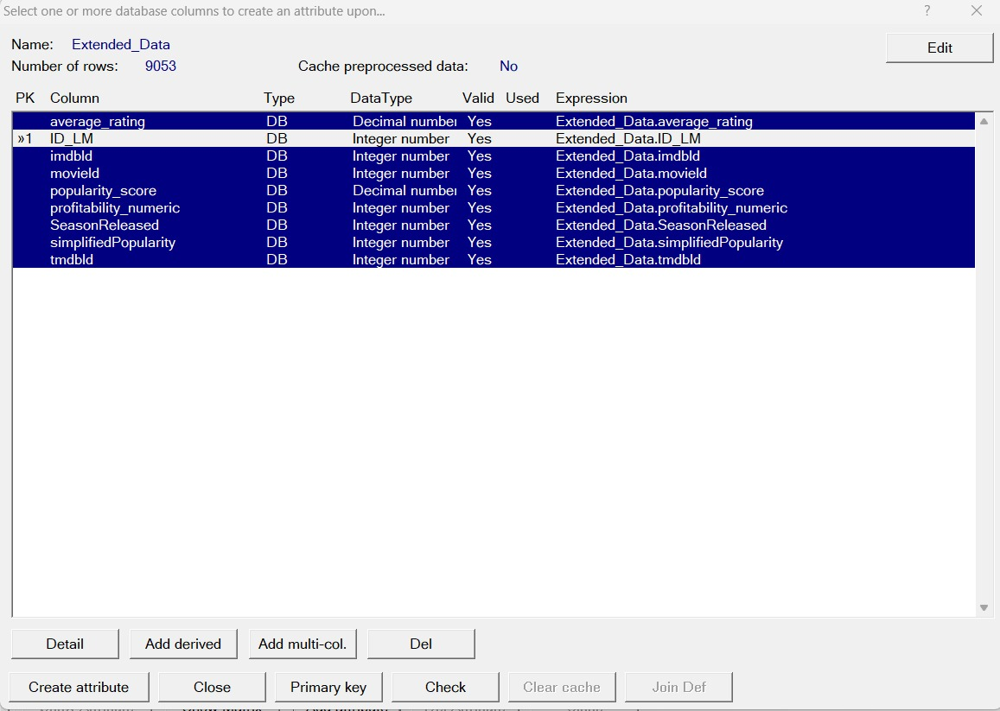 Select one or more database columns to create an attribute upon... ?
Name: Extended_Data Edit
Number of rows: 9053 Cache preprocessed data: No
PK Column Type DataType Valid Used Expression
average_rating DB Decimal number Yes Extended_Data.average_rating
»1 ID_LM DB Integer number Yes Extended_Data.ID_LM
imdbId DB Integer number Yes Extended_Data.imdbId
movieId DB Integer number Yes Extended_Data.movieId
popularity_score DB Decimal number Yes Extended_Data.popularity_score
profitability_numeric DB Integer number Yes Extended_Data.profitability_numeric
SeasonReleased DB Integer number Yes Extended_Data.SeasonReleased
simplifiedPopularity DB Integer number Yes Extended_Data.simplifiedPopularity
tmdbId DB Integer number Yes Extended_Data.tmdbId
Detail Add derived Add multi-col. Del
Create attribute Close Primary key Check Clear cache Join Def